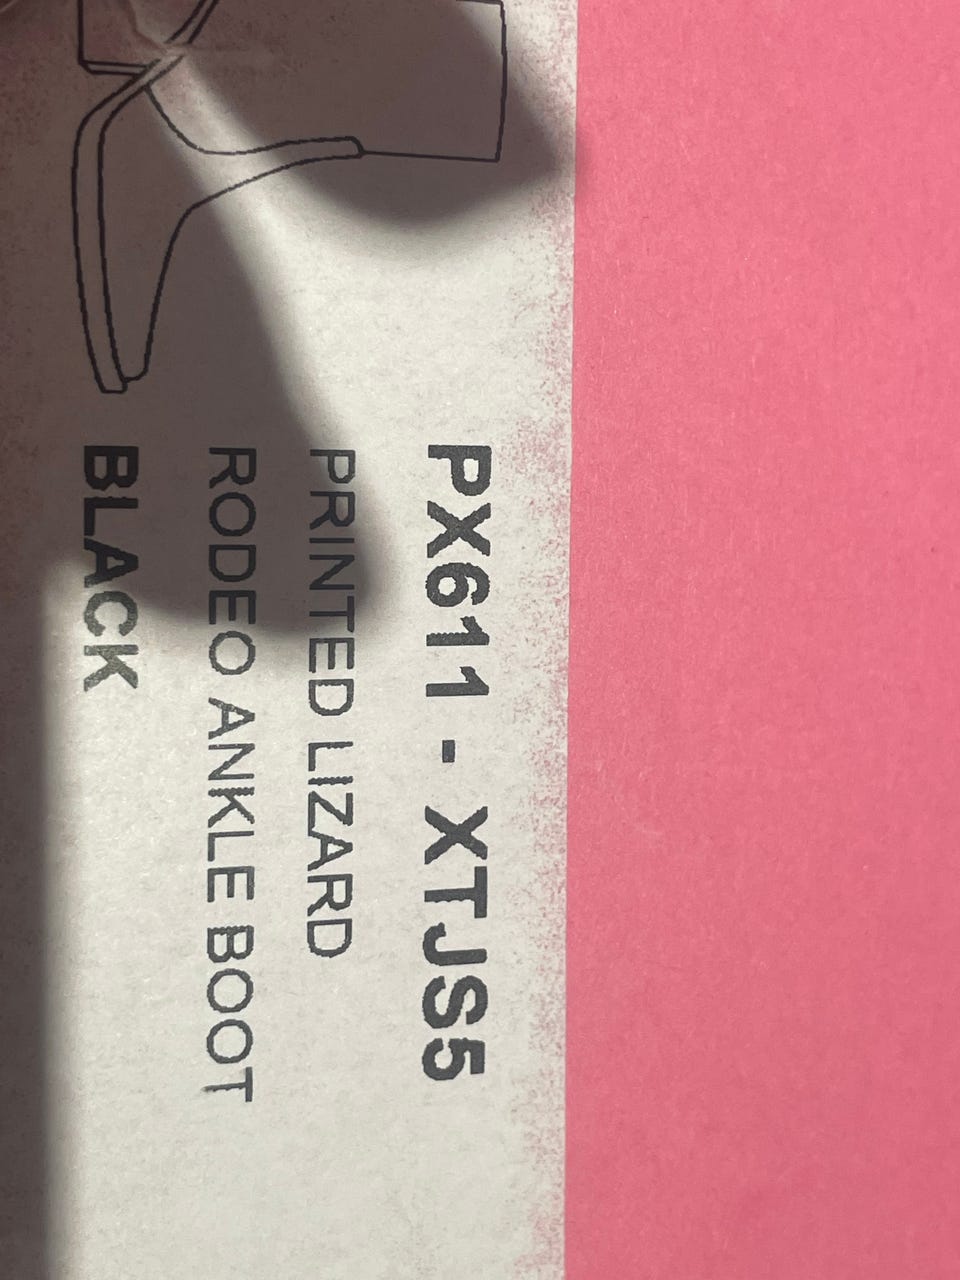 PX611 - XTJS5
PRINTED LIZARD
RODEO ANKLE BOOT
BLACK